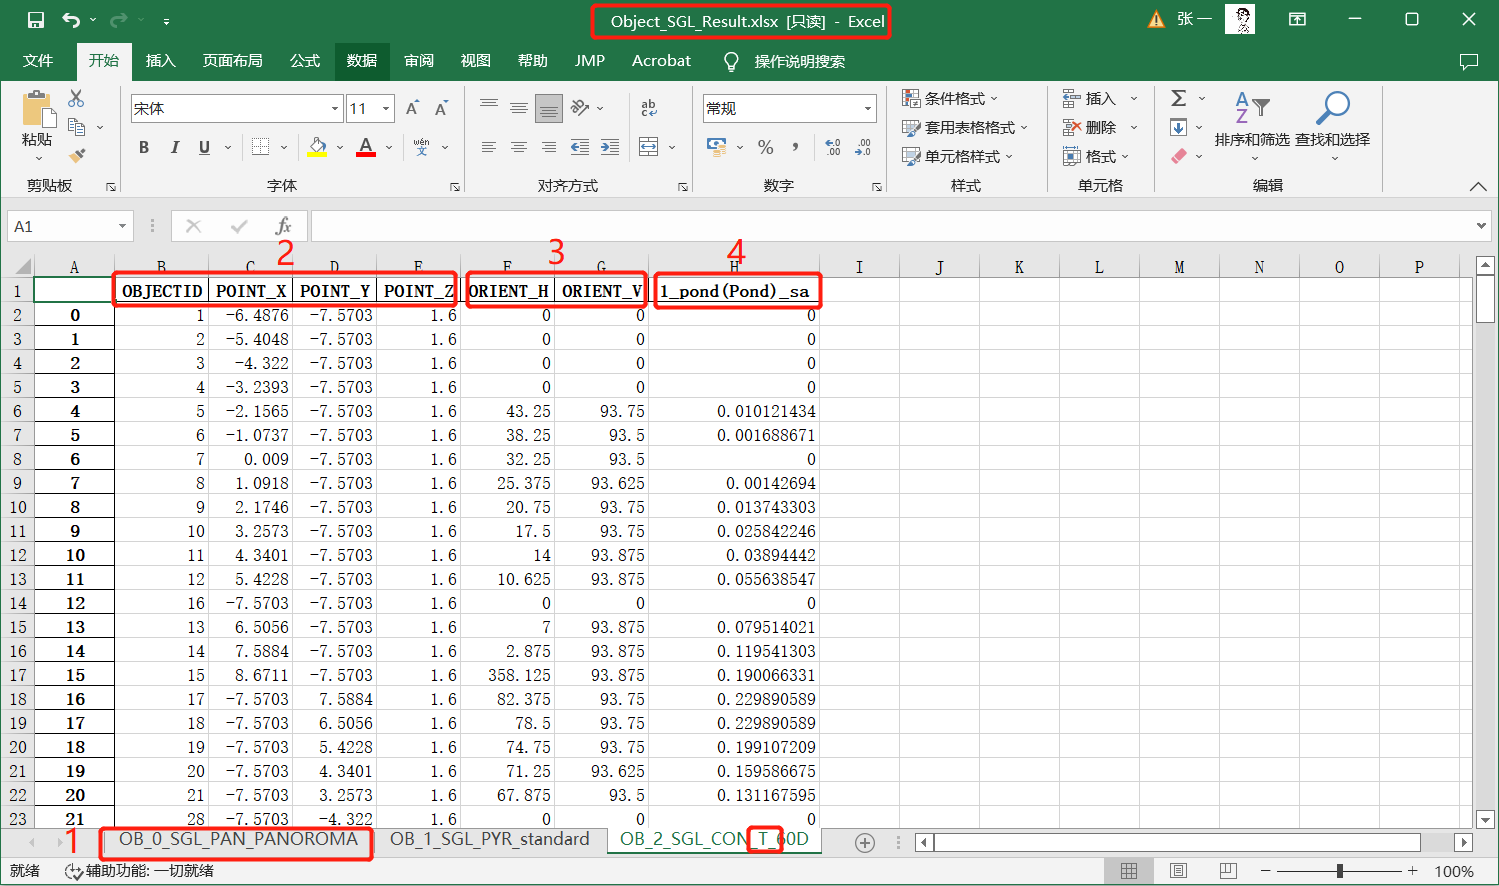 Object_SGL_Result.xlsx [只读] - Excel
张一
文件 开始 插入 页面布局 公式 数据 审阅 视图 帮助 JMP Acrobat 操作说明搜索
宋体 11 常规 条件格式 插入
粘贴 套用表格格式 删除 排序和筛选 查找和选择
B I U A wén 文 % 单元格样式 格式
剪贴板 字体 对齐方式 数字 样式 单元格 编辑
A1 fx
2 3 4
A B C D E F G H I J K L M N O P
1 OBJECTID POINT_X POINT_Y POINT_Z ORIENT_H ORIENT_V 1_pond(Pond)_sa
2 0 1 -6.4876 -7.5703 1.6 0 0 0
3 1 2 -5.4048 -7.5703 1.6 0 0 0
4 2 3 -4.322 -7.5703 1.6 0 0 0
5 3 4 -3.2393 -7.5703 1.6 0 0 0
6 4 5 -2.1565 -7.5703 1.6 43.25 93.75 0.010121434
7 5 6 -1.0737 -7.5703 1.6 38.25 93.5 0.001688671
8 6 7 0.009 -7.5703 1.6 32.25 93.5 0
9 7 8 1.0918 -7.5703 1.6 25.375 93.625 0.00142694
10 8 9 2.1746 -7.5703 1.6 20.75 93.75 0.013743303
11 9 10 3.2573 -7.5703 1.6 17.5 93.75 0.025842246
12 10 11 4.3401 -7.5703 1.6 14 93.875 0.03894442
13 11 12 5.4228 -7.5703 1.6 10.625 93.875 0.055638547
14 12 16 -7.5703 -7.5703 1.6 0 0 0
15 13 13 6.5056 -7.5703 1.6 7 93.875 0.079514021
16 14 14 7.5884 -7.5703 1.6 2.875 93.875 0.119541303
17 15 15 8.6711 -7.5703 1.6 358.125 93.875 0.190066331
18 16 17 -7.5703 7.5884 1.6 82.375 93.75 0.229890589
19 17 18 -7.5703 6.5056 1.6 78.5 93.75 0.229890589
20 18 19 -7.5703 5.4228 1.6 74.75 93.75 0.199107209
21 19 20 -7.5703 4.3401 1.6 71.25 93.625 0.159586675
22 20 21 -7.5703 3.2573 1.6 67.875 93.5 0.131167595
23 21 28 -7.5703 -4.322 1.6 0 0 0
1 OB_0_SGL_PAN_PANOROMA OB_1_SGL_PYR_standard OB_2_SGL_CON_T_60D
就绪 辅助功能: 一切就绪 100%